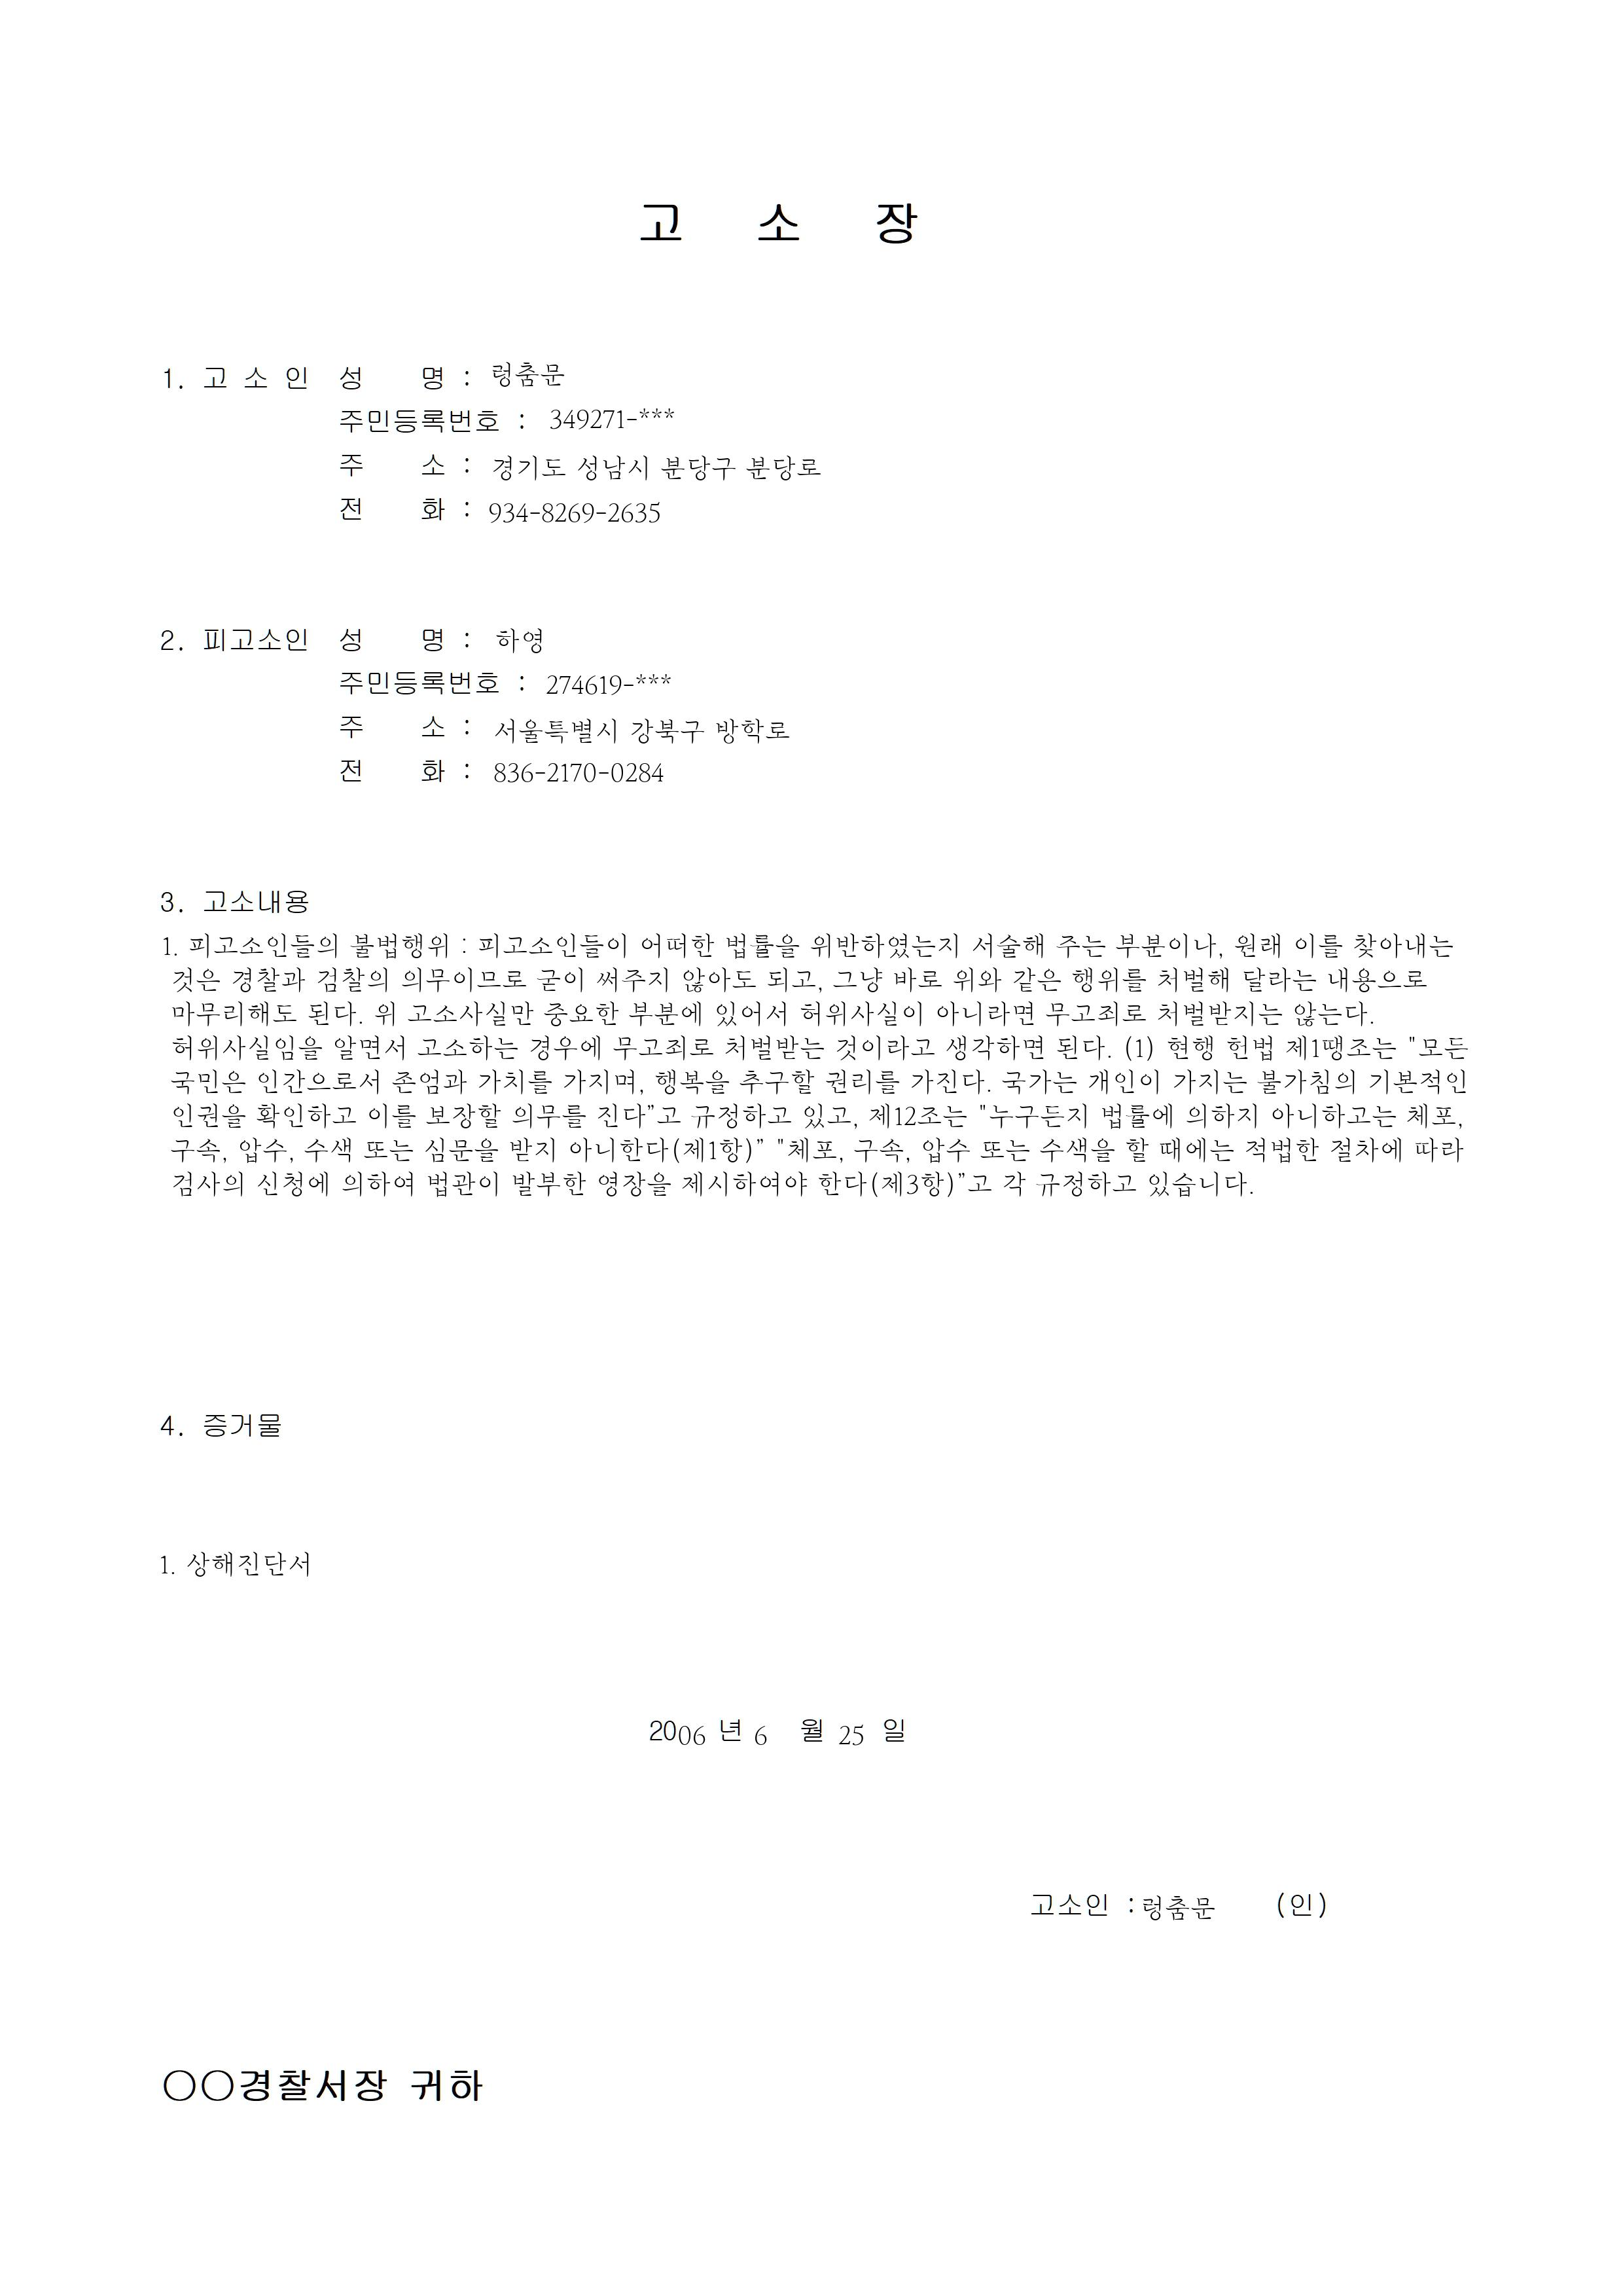 고 소 장
1. 고 소 인 성 명 : 렁춤문
주민등록번호 : 349271-***
주 소 : 경기도 성남시 분당구 분당로
전 화 : 934-8269-2635
2. 피고소인 성 명 : 하영
주민등록번호 : 274619-***
주 소 : 서울특별시 강북구 방학로
전 화 : 836-2170-0284
3. 고소내용
1. 피고소인들의 불법행위 : 피고소인들이 어떠한 법률을 위반하였는지 서술해 주는 부분이나, 원래 이를 찾아내는
것은 경찰과 검찰의 의무이므로 굳이 써주지 않아도 되고, 그냥 바로 위와 같은 행위를 처벌해 달라는 내용으로
마무리해도 된다. 위 고소사실만 중요한 부분에 있어서 허위사실이 아니라면 무고죄로 처벌받지는 않는다.
허위사실임을 알면서 고소하는 경우에 무고죄로 처벌받는 것이라고 생각하면 된다. (1) 현행 헌법 제1땡조는 "모든
국민은 인간으로서 존엄과 가치를 가지며, 행복을 추구할 권리를 가진다. 국가는 개인이 가지는 불가침의 기본적인
인권을 확인하고 이를 보장할 의무를 진다”고 규정하고 있고, 제12조는 "누구든지 법률에 의하지 아니하고는 체포,
구속, 압수, 수색 또는 심문을 받지 아니한다(제1항)” "체포, 구속, 압수 또는 수색을 할 때에는 적법한 절차에 따라
검사의 신청에 의하여 법관이 발부한 영장을 제시하여야 한다(제3항)”고 각 규정하고 있습니다.
4. 증거물
1. 상해진단서
2006 년 6 월 25 일
고소인 : 렁춤문 (인)
○○경찰서장 귀하